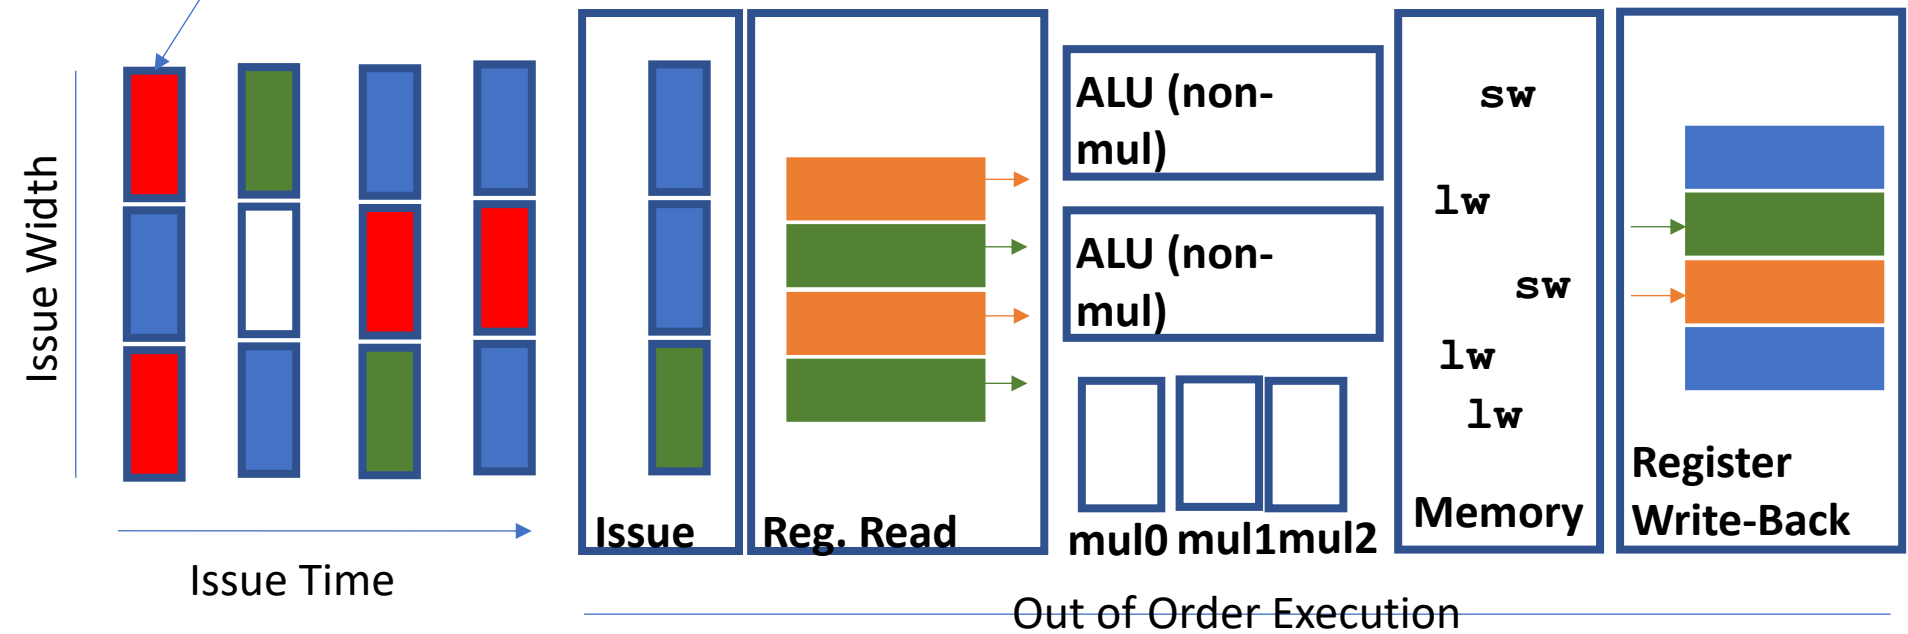 Issue Width
Issue Time
Issue
Reg. Read
ALU (non-
mul)
ALU (non-
mul)
mul0 mul1 mul2
sw
lw
sw
lw
lw
Memory
Register
Write-Back
Out of Order Execution